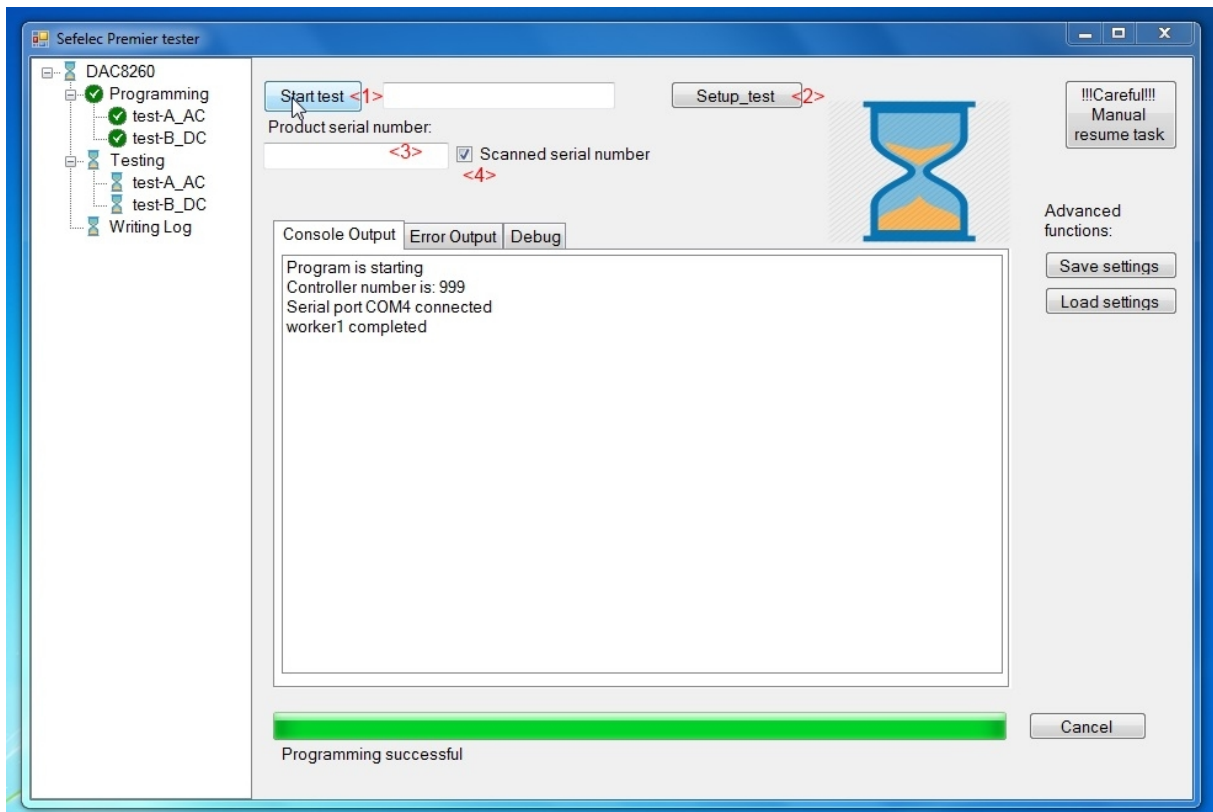 Sefelec Premier tester
DAC8260
Programming
test-A_AC
test-B_DC
Testing
test-A_AC
test-B_DC
Writing Log
Start test <1>
Setup_test <2>
Product serial number:
<3>
Scanned serial number
<4>
!!!Careful!!!
Manual
resume task
Advanced
functions:
Save settings
Load settings
Console Output Error Output Debug
Program is starting
Controller number is: 999
Serial port COM4 connected
worker1 completed
Cancel
Programming successful